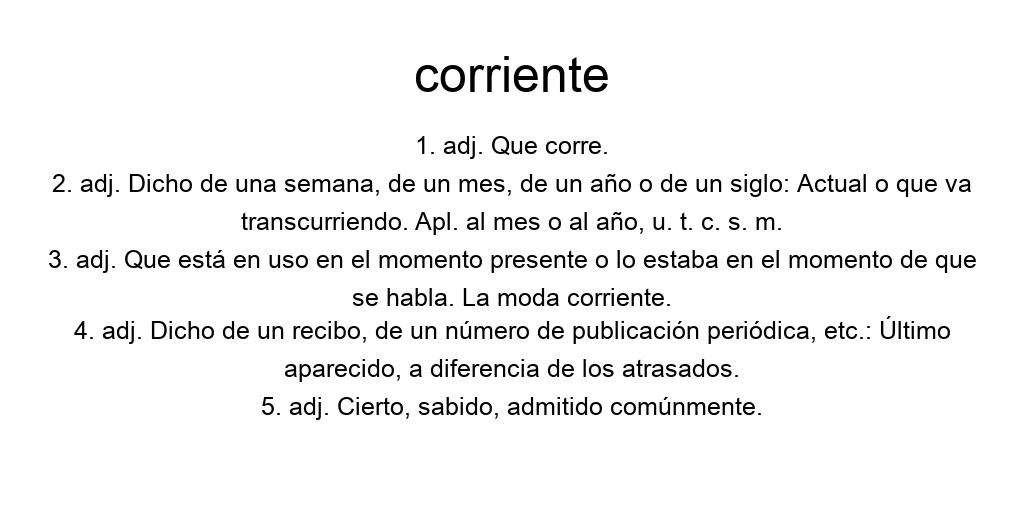 corriente
1. adj. Que corre.
2. adj. Dicho de una semana, de un mes, de un año o de un siglo: Actual o que va
transcurriendo. Apl. al mes o al año, u. t. c. s. m.
3. adj. Que está en uso en el momento presente o lo estaba en el momento de que
se habla. La moda corriente.
4. adj. Dicho de un recibo, de un número de publicación periódica, etc.: Último
aparecido, a diferencia de los atrasados.
5. adj. Cierto, sabido, admitido comúnmente.